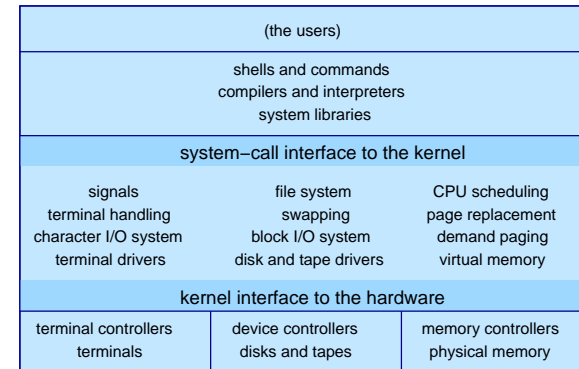 (the users)
shells and commands
compilers and interpreters
system libraries
system−call interface to the kernel
signals file system CPU scheduling
terminal handling swapping page replacement
character I/O system block I/O system demand paging
terminal drivers disk and tape drivers virtual memory
kernel interface to the hardware
terminal controllers device controllers memory controllers
terminals disks and tapes physical memory